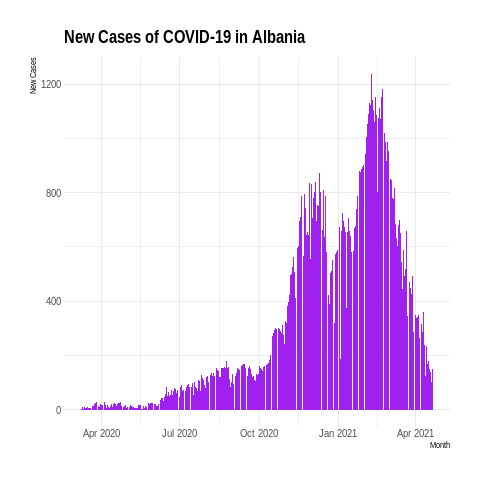 New Cases of COVID-19 in Albania
New Cases
1200
800
400
0
Apr 2020 Jul 2020 Oct 2020 Jan 2021 Apr 2021
Month